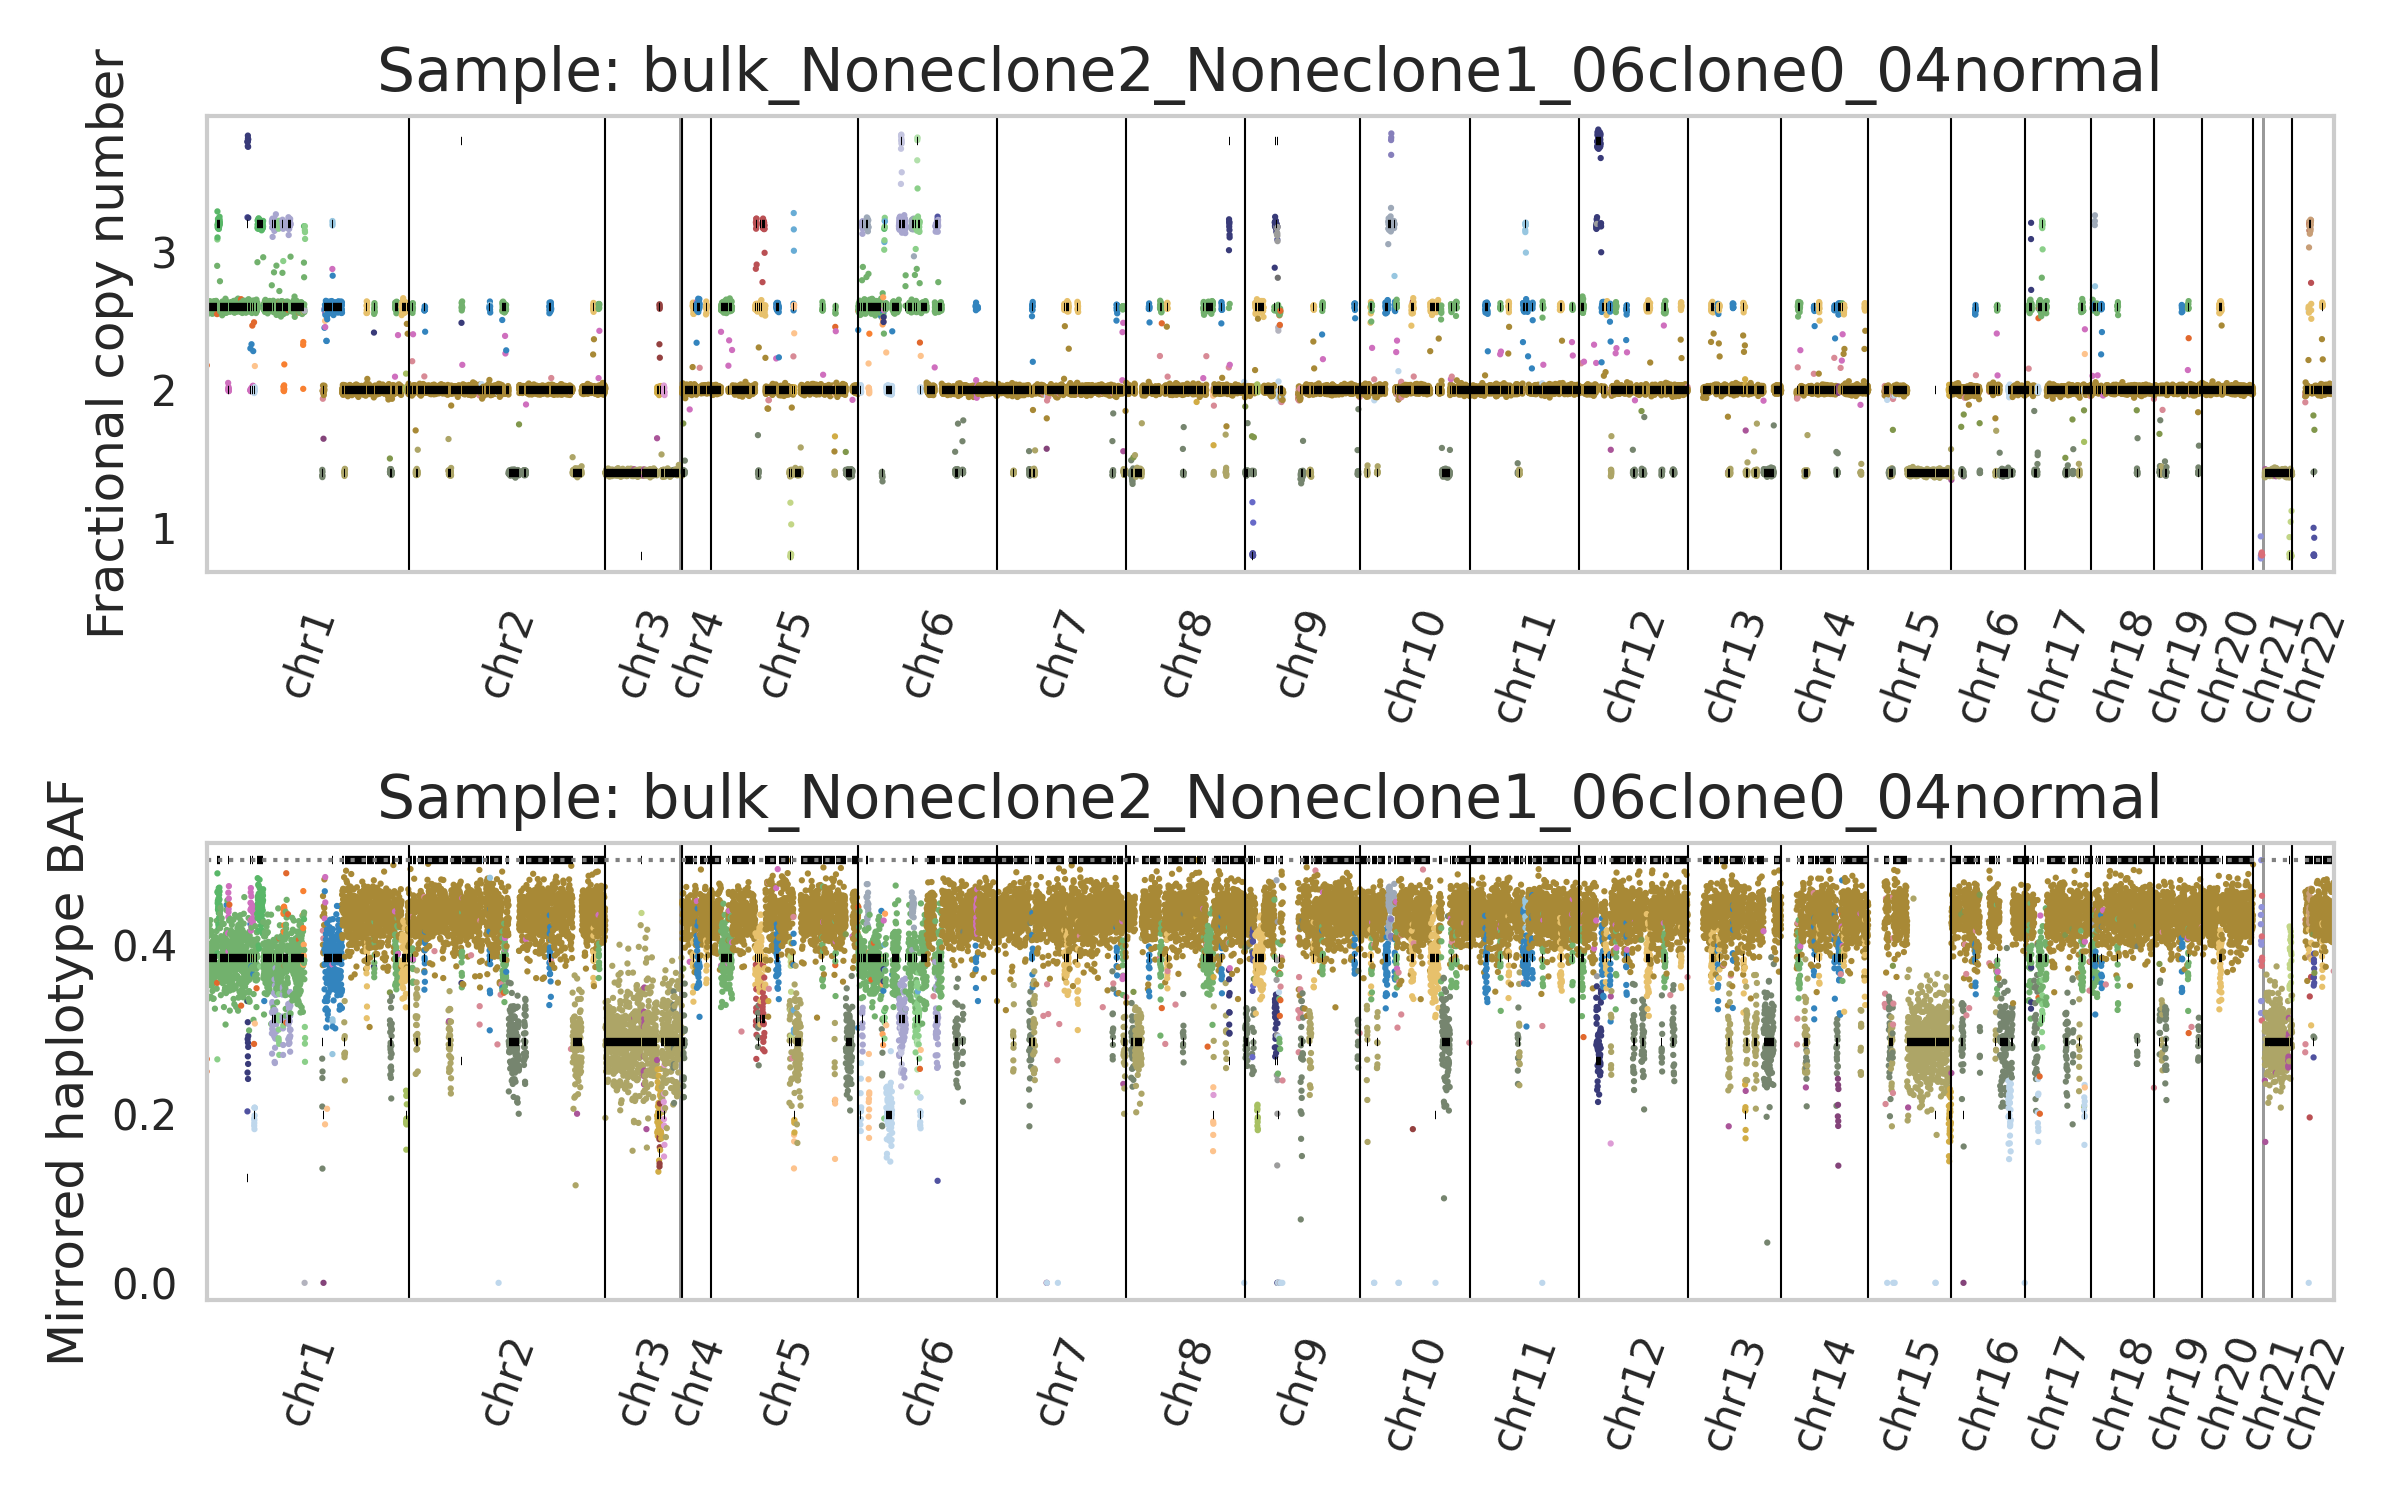 Sample: bulk_Noneclone2_Noneclone1_06clone0_04normal
Fractional copy number
3
2
1
chr1 chr2 chr3 chr4 chr5 chr6 chr7 chr8 chr9 chr10 chr11 chr12 chr13 chr14 chr15 chr16 chr17 chr18 chr19 chr20 chr21 chr22
Sample: bulk_Noneclone2_Noneclone1_06clone0_04normal
Mirrored haplotype BAF
0.4
0.2
0.0
chr1 chr2 chr3 chr4 chr5 chr6 chr7 chr8 chr9 chr10 chr11 chr12 chr13 chr14 chr15 chr16 chr17 chr18 chr19 chr20 chr21 chr22